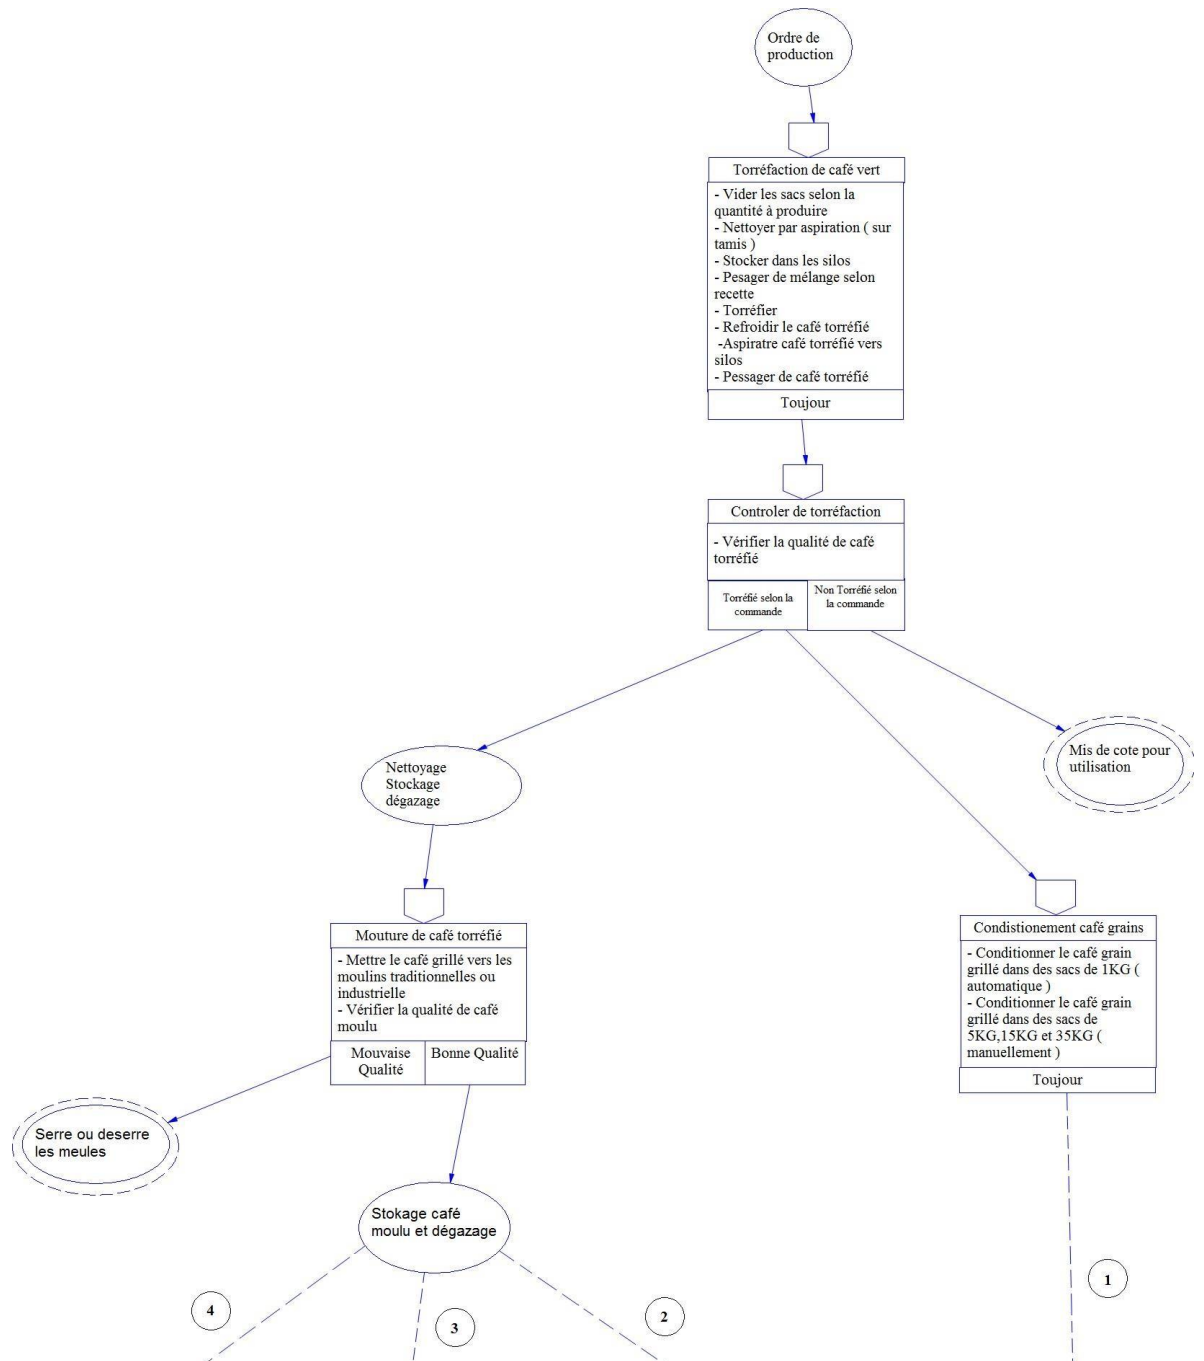 Ordre de
production
Torréfaction de café vert
- Vider les sacs selon la
quantité à produire
- Nettoyer par aspiration ( sur
tamis )
- Stocker dans les silos
- Pesager de mélange selon
recette
- Torréfier
- Refroidir le café torréfié
-Aspiratre café torréfié vers
silos
- Pessager de café torréfié
Toujour
Controler de torréfaction
- Vérifier la qualité de café
torréfié
Torréfié selon la
commande
Non Torréfié selon
la commande
Nettoyage
Stockage
dégazage
Mis de cote pour
utilisation
Mouture de café torréfié
- Mettre le café grillé vers les
moulins traditionnelles ou
industrielle
- Vérifier la qualité de café
moulu
Mouvaise
Qualité
Bonne Qualité
Condistionement café grains
- Conditionner le café grain
grillé dans des sacs de 1KG (
automatique )
- Conditionner le café grain
grillé dans des sacs de
5KG,15KG et 35KG (
manuellement )
Toujour
Serre ou deserre
les meules
Stokage café
moulu et dégazage
4
3
2
1